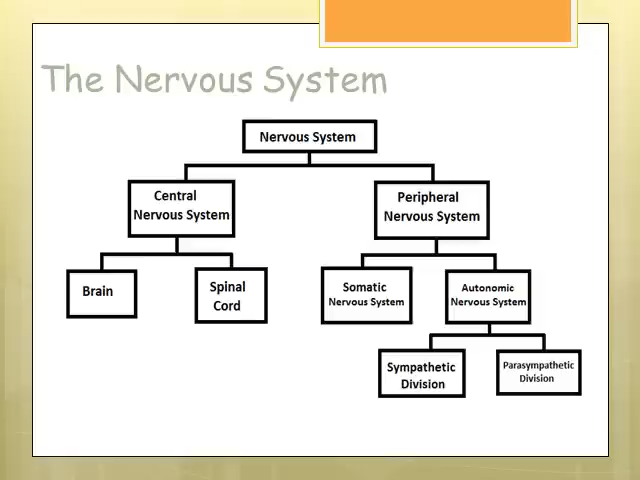 The Nervous System
Nervous System
Central
Nervous System
Peripheral
Nervous System
Brain
Spinal
Cord
Somatic
Nervous System
Autonomic
Nervous System
Sympathetic
Division
Parasympathetic
Division